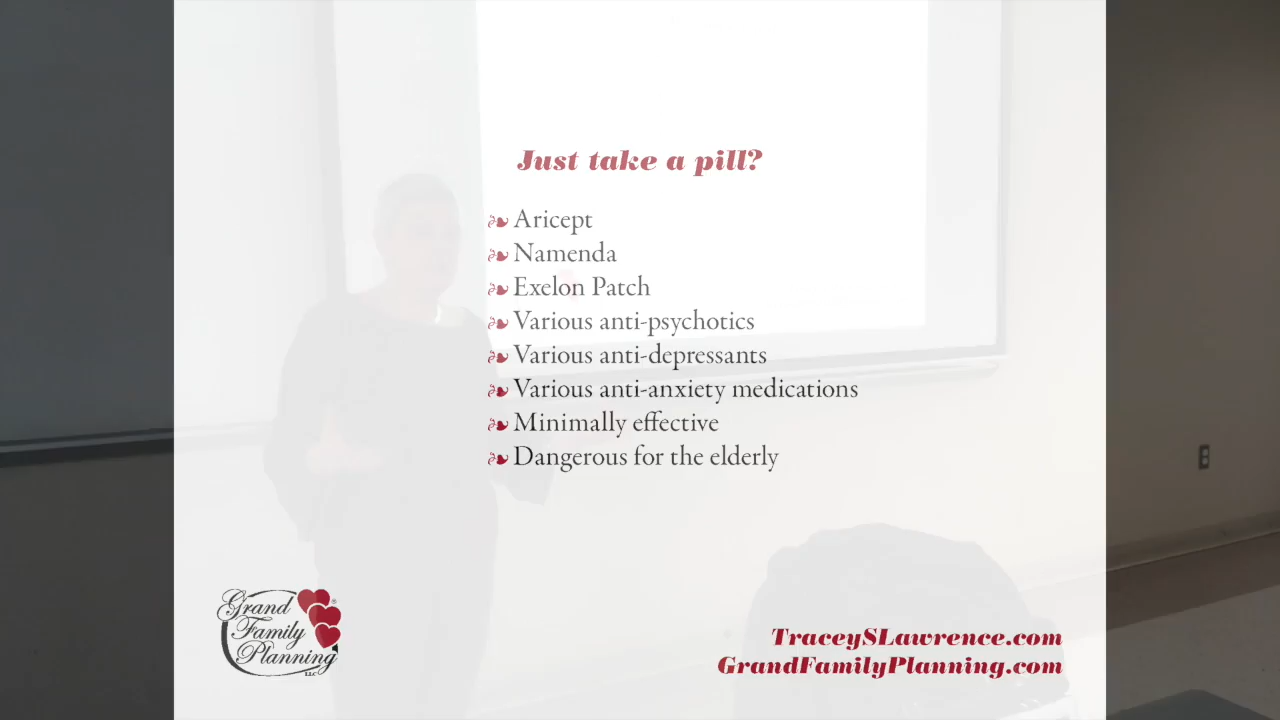 Just take a pill?
Aricept
Namenda
Exelon Patch
Various anti-psychotics
Various anti-depressants
Various anti-anxiety medications
Minimally effective
Dangerous for the elderly
Grand
Family
Planning
LLC
TraceySLawrence.com
GrandFamilyPlanning.com